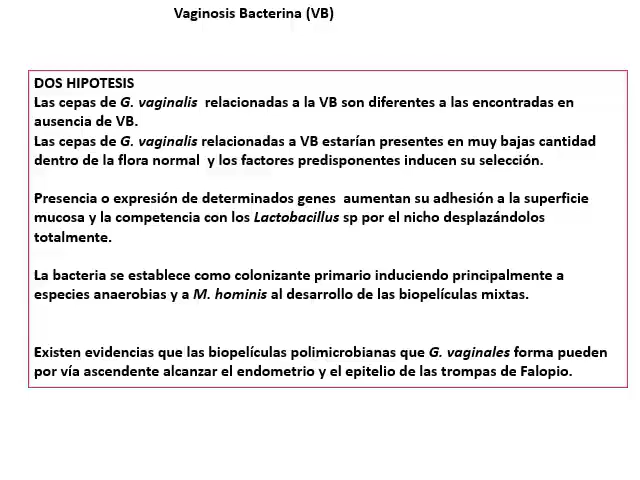 Vaginosis Bacterina (VB)
DOS HIPOTESIS
Las cepas de G. vaginalis relacionadas a la VB son diferentes a las encontradas en
ausencia de VB.
Las cepas de G. vaginalis relacionadas a VB estarían presentes en muy bajas cantidad
dentro de la flora normal y los factores predisponentes inducen su selección.
Presencia o expresión de determinados genes aumentan su adhesión a la superficie
mucosa y la competencia con los Lactobacillus sp por el nicho desplazándolos
totalmente.
La bacteria se establece como colonizante primario induciendo principalmente a
especies anaerobias y a M. hominis al desarrollo de las biopelículas mixtas.
Existen evidencias que las biopelículas polimicrobianas que G. vaginales forma pueden
por vía ascendente alcanzar el endometrio y el epitelio de las trompas de Falopio.